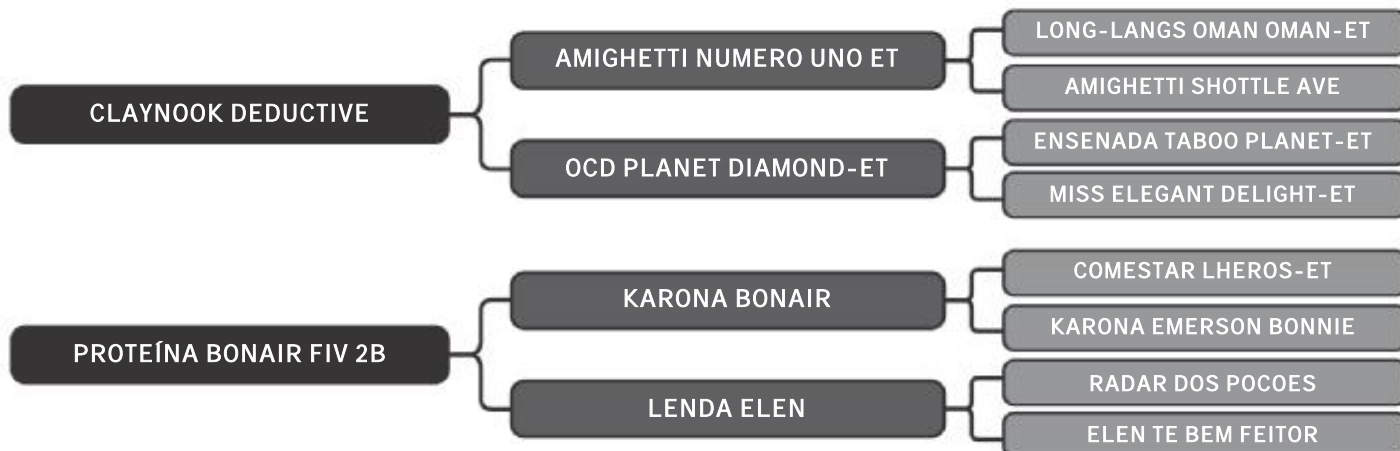 LONG-LANGS OMAN OMAN-ET
AMIGHETTI NUMERO UNO ET
AMIGHETTI SHOTTLE AVE
CLAYNOOK DEDUCTIVE
ENSENADA TABOO PLANET-ET
OCD PLANET DIAMOND-ET
MISS ELEGANT DELIGHT-ET
COMESTAR LHEROS-ET
KARONA BONAIR
KARONA EMERSON BONNIE
PROTEÍNA BONAIR FIV 2B
RADAR DOS POCOES
LENDA ELEN
ELEN TE BEM FEITOR